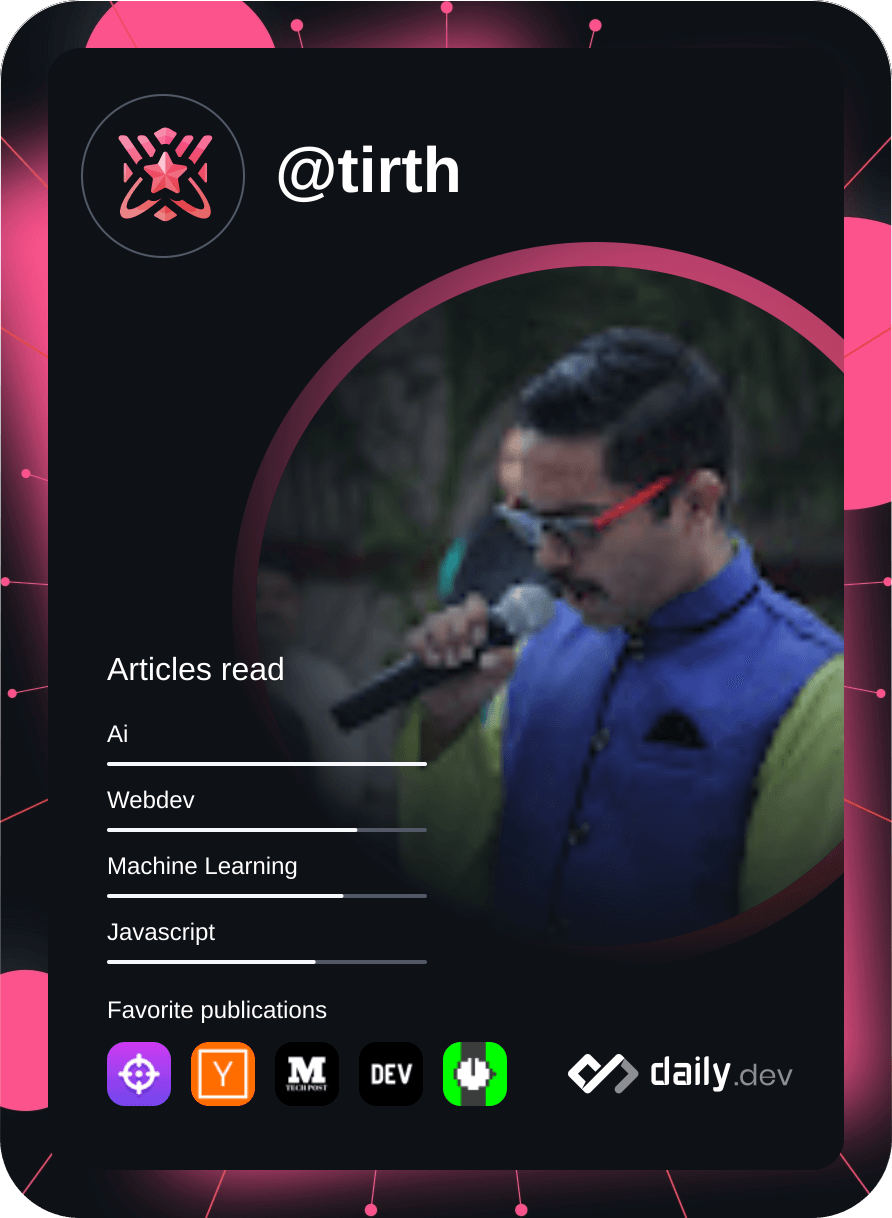 @tirth
Articles read
Ai
Webdev
Machine Learning
Javascript
Favorite publications
Y
M
TECH POST
DEV
daily.dev